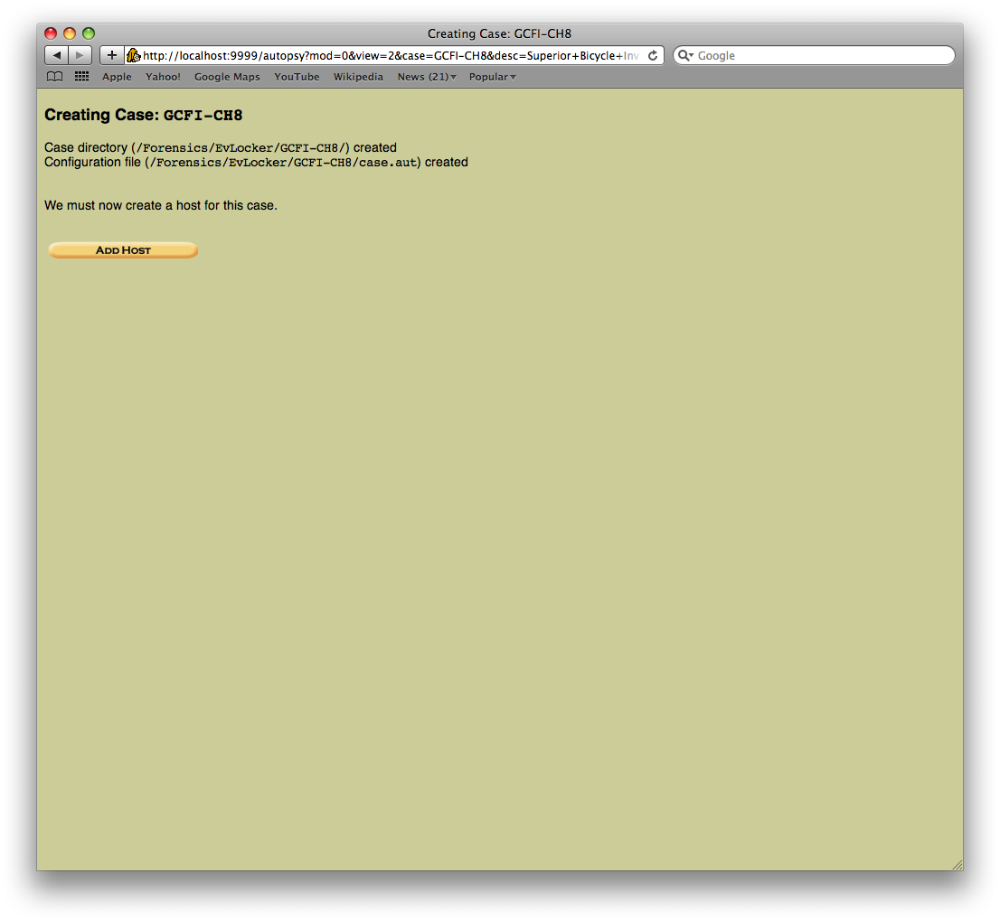 Creating Case: GCFI-CH8
http://localhost:9999/autopsy?mod=0&view=2&case=GCFI-CH8&desc=Superior+Bicycle+Inv
Google
Apple Yahoo! Google Maps YouTube Wikipedia News (21) Popular
Creating Case: GCFI-CH8
Case directory (/Forensics/EvLocker/GCFI-CH8/) created
Configuration file (/Forensics/EvLocker/GCFI-CH8/case.aut) created
We must now create a host for this case.
ADD HOST